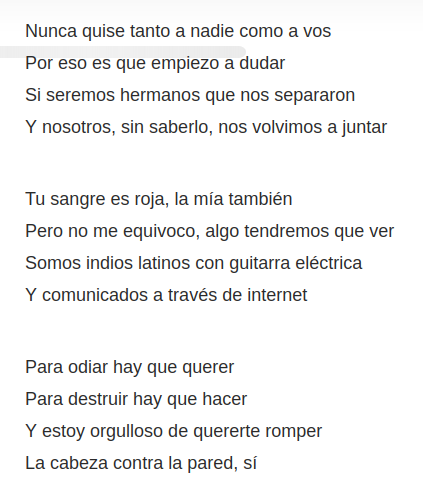 Nunca quise tanto a nadie como a vos
Por eso es que empiezo a dudar
Si seremos hermanos que nos separaron
Y nosotros, sin saberlo, nos volvimos a juntar
Tu sangre es roja, la mía también
Pero no me equivoco, algo tendremos que ver
Somos indios latinos con guitarra eléctrica
Y comunicados a través de internet
Para odiar hay que querer
Para destruir hay que hacer
Y estoy orgulloso de quererte romper
La cabeza contra la pared, sí